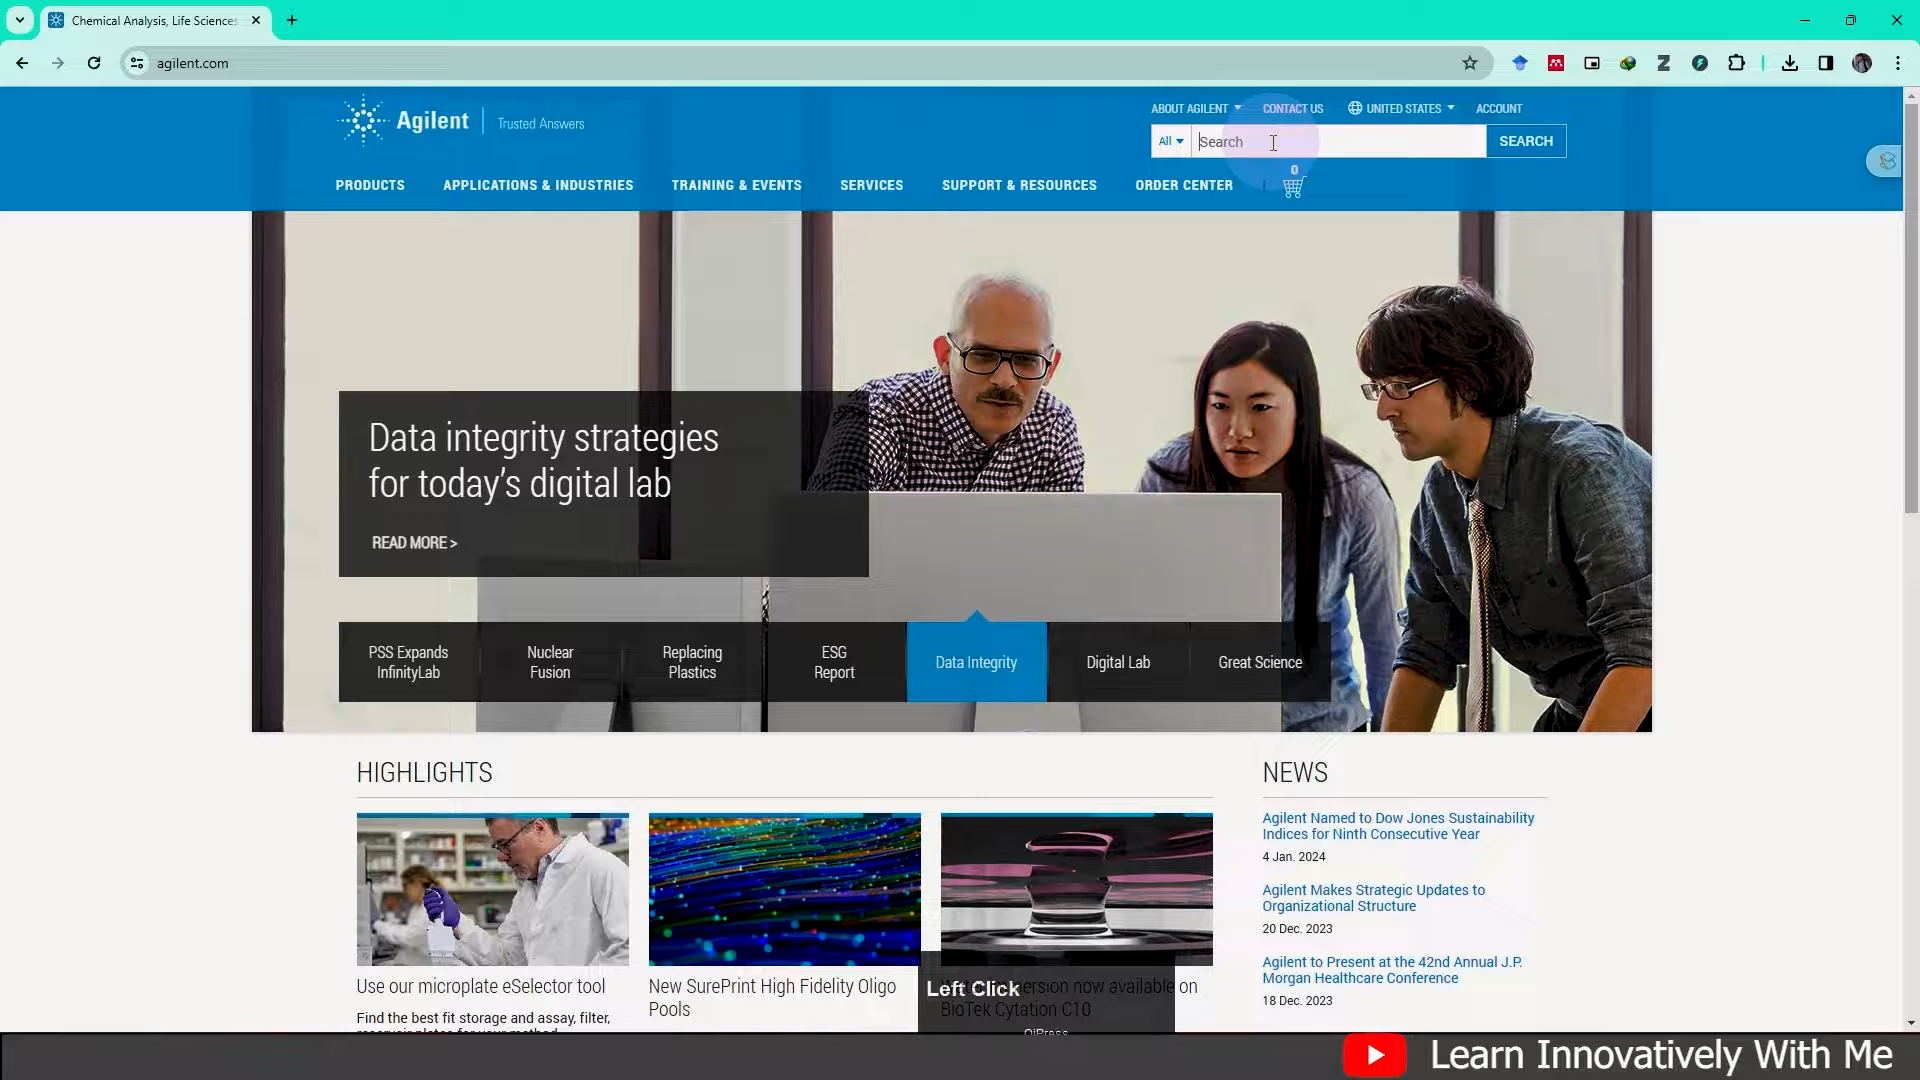 Chemical Analysis, Life Sciences
agilent.com
ABOUT AGILENT
CONTACT US
UNITED STATES
ACCOUNT
Agilent
Trusted Answers
All
Search
SEARCH
0
PRODUCTS
APPLICATIONS & INDUSTRIES
TRAINING & EVENTS
SERVICES
SUPPORT & RESOURCES
ORDER CENTER
Data integrity strategies
for today's digital lab
READ MORE >
PSS Expands
InfinityLab
Nuclear
Fusion
Replacing
Plastics
ESG
Report
Data Integrity
Digital Lab
Great Science
HIGHLIGHTS
Use our microplate eSelector tool
Find the best fit storage and assay, filter,
New SurePrint High Fidelity Oligo
Pools
now available on
BioTek Cytation C10
Left Click
QiPress
NEWS
Agilent Named to Dow Jones Sustainability
Indices for Ninth Consecutive Year
4 Jan. 2024
Agilent Makes Strategic Updates to
Organizational Structure
20 Dec. 2023
Agilent to Present at the 42nd Annual J.P.
Morgan Healthcare Conference
18 Dec. 2023
Learn Innovatively With Me